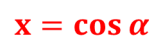 x = cos α